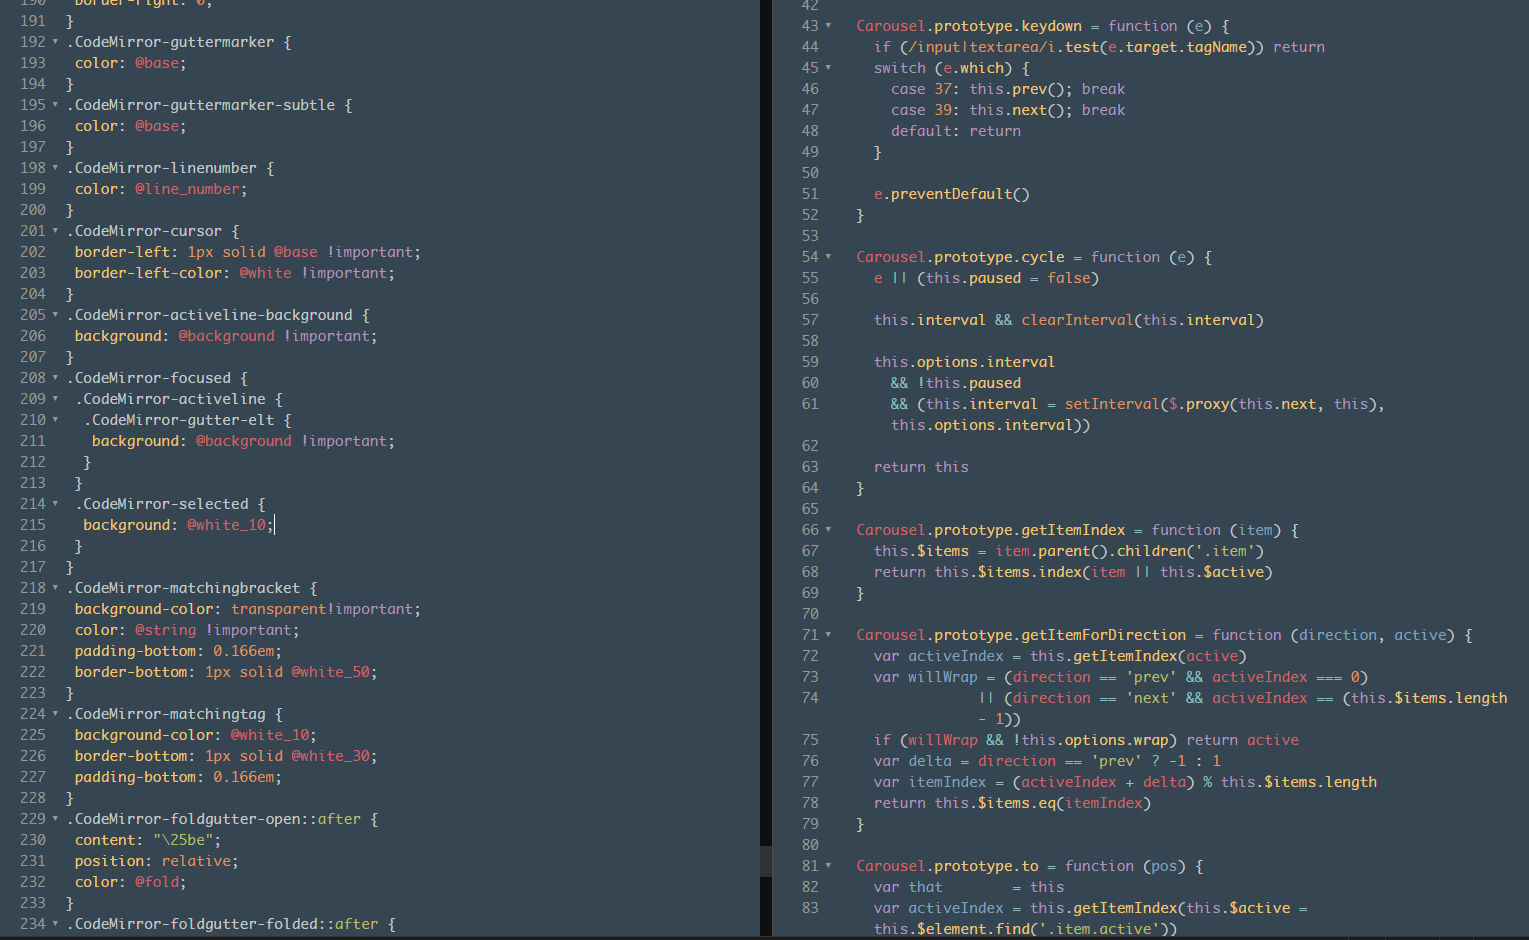 190 border-right: 0;
191 }
192 ▾ .CodeMirror-guttermarker {
193 color: @base;
194 }
195 ▾ .CodeMirror-guttermarker-subtle {
196 color: @base;
197 }
198 ▾ .CodeMirror-linenumber {
199 color: @line_number;
200 }
201 ▾ .CodeMirror-cursor {
202 border-left: 1px solid @base !important;
203 border-left-color: @white !important;
204 }
205 ▾ .CodeMirror-activeline-background {
206 background: @background !important;
207 }
208 ▾ .CodeMirror-focused {
209 ▾ .CodeMirror-activeline {
210 ▾ .CodeMirror-gutter-elt {
211 background: @background !important;
212 }
213 }
214 ▾ .CodeMirror-selected {
215 background: @white_10;
216 }
217 }
218 ▾ .CodeMirror-matchingbracket {
219 background-color: transparent!important;
220 color: @string !important;
221 padding-bottom: 0.166em;
222 border-bottom: 1px solid @white_50;
223 }
224 ▾ .CodeMirror-matchingtag {
225 background-color: @white_10;
226 border-bottom: 1px solid @white_30;
227 padding-bottom: 0.166em;
228 }
229 ▾ .CodeMirror-foldgutter-open::after {
230 content: "\25be";
231 position: relative;
232 color: @fold;
233 }
234 ▾ .CodeMirror-foldgutter-folded::after {
42
43 ▾ Carousel.prototype.keydown = function (e) {
44 if (/input|textarea/i.test(e.target.tagName)) return
45 ▾ switch (e.which) {
46 case 37: this.prev(); break
47 case 39: this.next(); break
48 default: return
49 }
50
51 e.preventDefault()
52 }
53
54 ▾ Carousel.prototype.cycle = function (e) {
55 e || (this.paused = false)
56
57 this.interval && clearInterval(this.interval)
58
59 this.options.interval
60 && !this.paused
61 && (this.interval = setInterval($.proxy(this.next, this),
this.options.interval))
62
63 return this
64 }
65
66 ▾ Carousel.prototype.getItemIndex = function (item) {
67 this.$items = item.parent().children('.item')
68 return this.$items.index(item || this.$active)
69 }
70
71 ▾ Carousel.prototype.getItemForDirection = function (direction, active) {
72 var activeIndex = this.getItemIndex(active)
73 var willWrap = (direction == 'prev' && activeIndex === 0)
74 || (direction == 'next' && activeIndex == (this.$items.length
- 1))
75 if (willWrap && !this.options.wrap) return active
76 var delta = direction == 'prev' ? -1 : 1
77 var itemIndex = (activeIndex + delta) % this.$items.length
78 return this.$items.eq(itemIndex)
79 }
80
81 ▾ Carousel.prototype.to = function (pos) {
82 var that = this
83 var activeIndex = this.getItemIndex(this.$active =
this.$element.find('.item.active'))